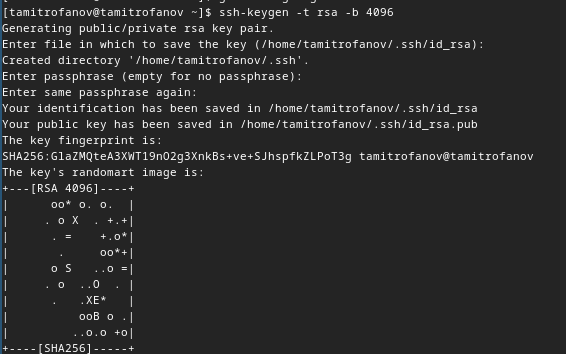 [tamitrofanov@tamitrofanov ~]$ ssh-keygen -t rsa -b 4096
Generating public/private rsa key pair.
Enter file in which to save the key (/home/tamitrofanov/.ssh/id_rsa):
Created directory '/home/tamitrofanov/.ssh'.
Enter passphrase (empty for no passphrase):
Enter same passphrase again:
Your identification has been saved in /home/tamitrofanov/.ssh/id_rsa
Your public key has been saved in /home/tamitrofanov/.ssh/id_rsa.pub
The key fingerprint is:
SHA256:GlaZMQteA3XWT19nO2g3XnkBs+ve+SJhspfkZLPoT3g tamitrofanov@tamitrofanov
The key's randomart image is:
+---[RSA 4096]----+
|      oo* o. o.  |
|     . o X  . +.+|
|      . =    +.o*|
|       .     oo*+|
|      o S   ..o =|
|     . o  ..O  . |
|      .   .XE*   |
|          ooB o .|
|         ..o.o +o|
+----[SHA256]-----+